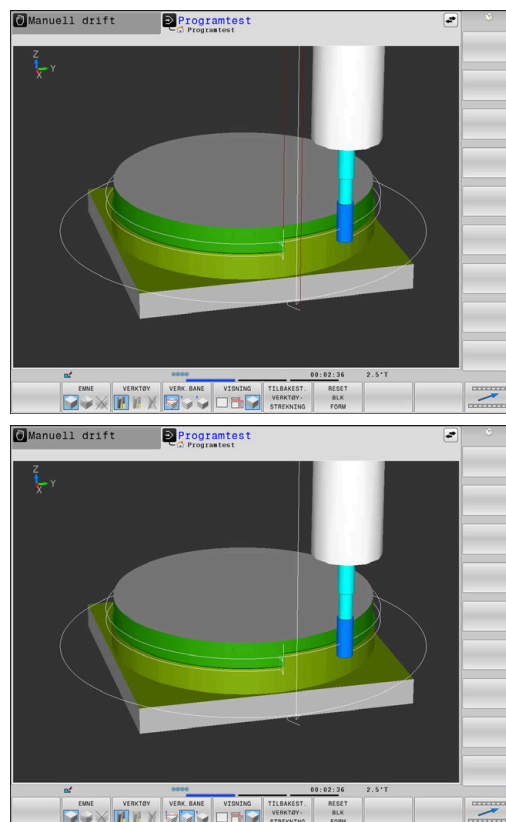 Manuell drift
Programtest
Programtest
Z
Y
X
00:02:36 2.5*T
EMNE
VERKTØY
VERK.BANE
VISNING
TILBAKEST.
VERKTØY-
STREKNING
RESET
BLK
FORM
Manuell drift
Programtest
Programtest
Z
Y
X
00:02:36 2.5*T
EMNE
VERKTØY
VERK.BANE
VISNING
TILBAKEST.
VERKTØY-
STREKNING
RESET
BLK
FORM